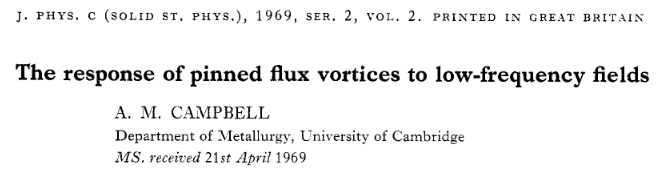 J. PHYS. C (SOLID ST. PHYS.), 1969, SER. 2, VOL. 2. PRINTED IN GREAT BRITAIN
The response of pinned flux vortices to low-frequency fields
A. M. CAMPBELL
Department of Metallurgy, University of Cambridge
MS. received 21st April 1969